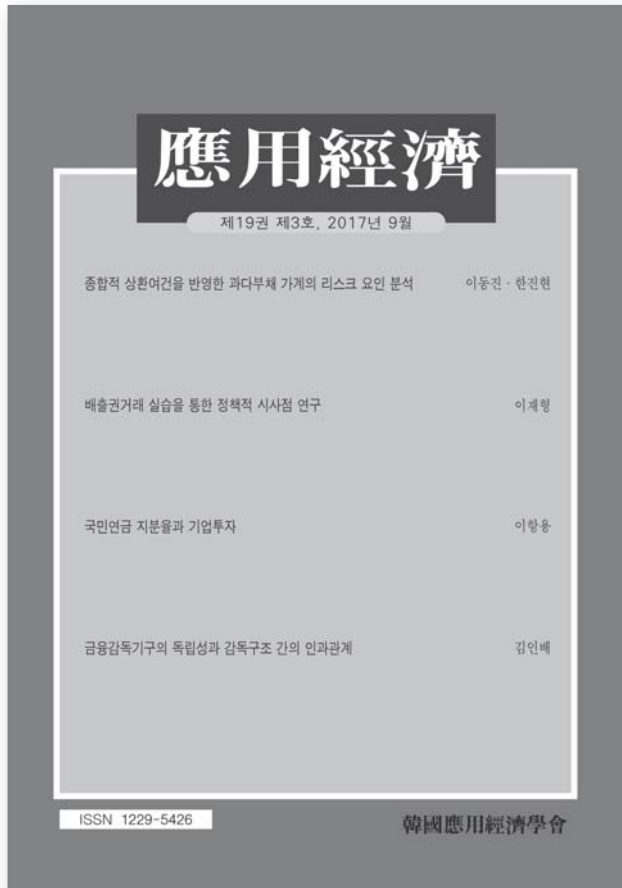 應用經濟
제19권 제3호, 2017년 9월
종합적 상환여건을 반영한 과다부채 가계의 리스크 요인 분석 이동진 · 한진현
배출권거래 실습을 통한 정책적 시사점 연구 이재형
국민연금 지분율과 기업투자 이항용
금융감독기구의 독립성과 감독구조 간의 인과관계 김인배
ISSN 1229-5426
韓國應用經濟學會